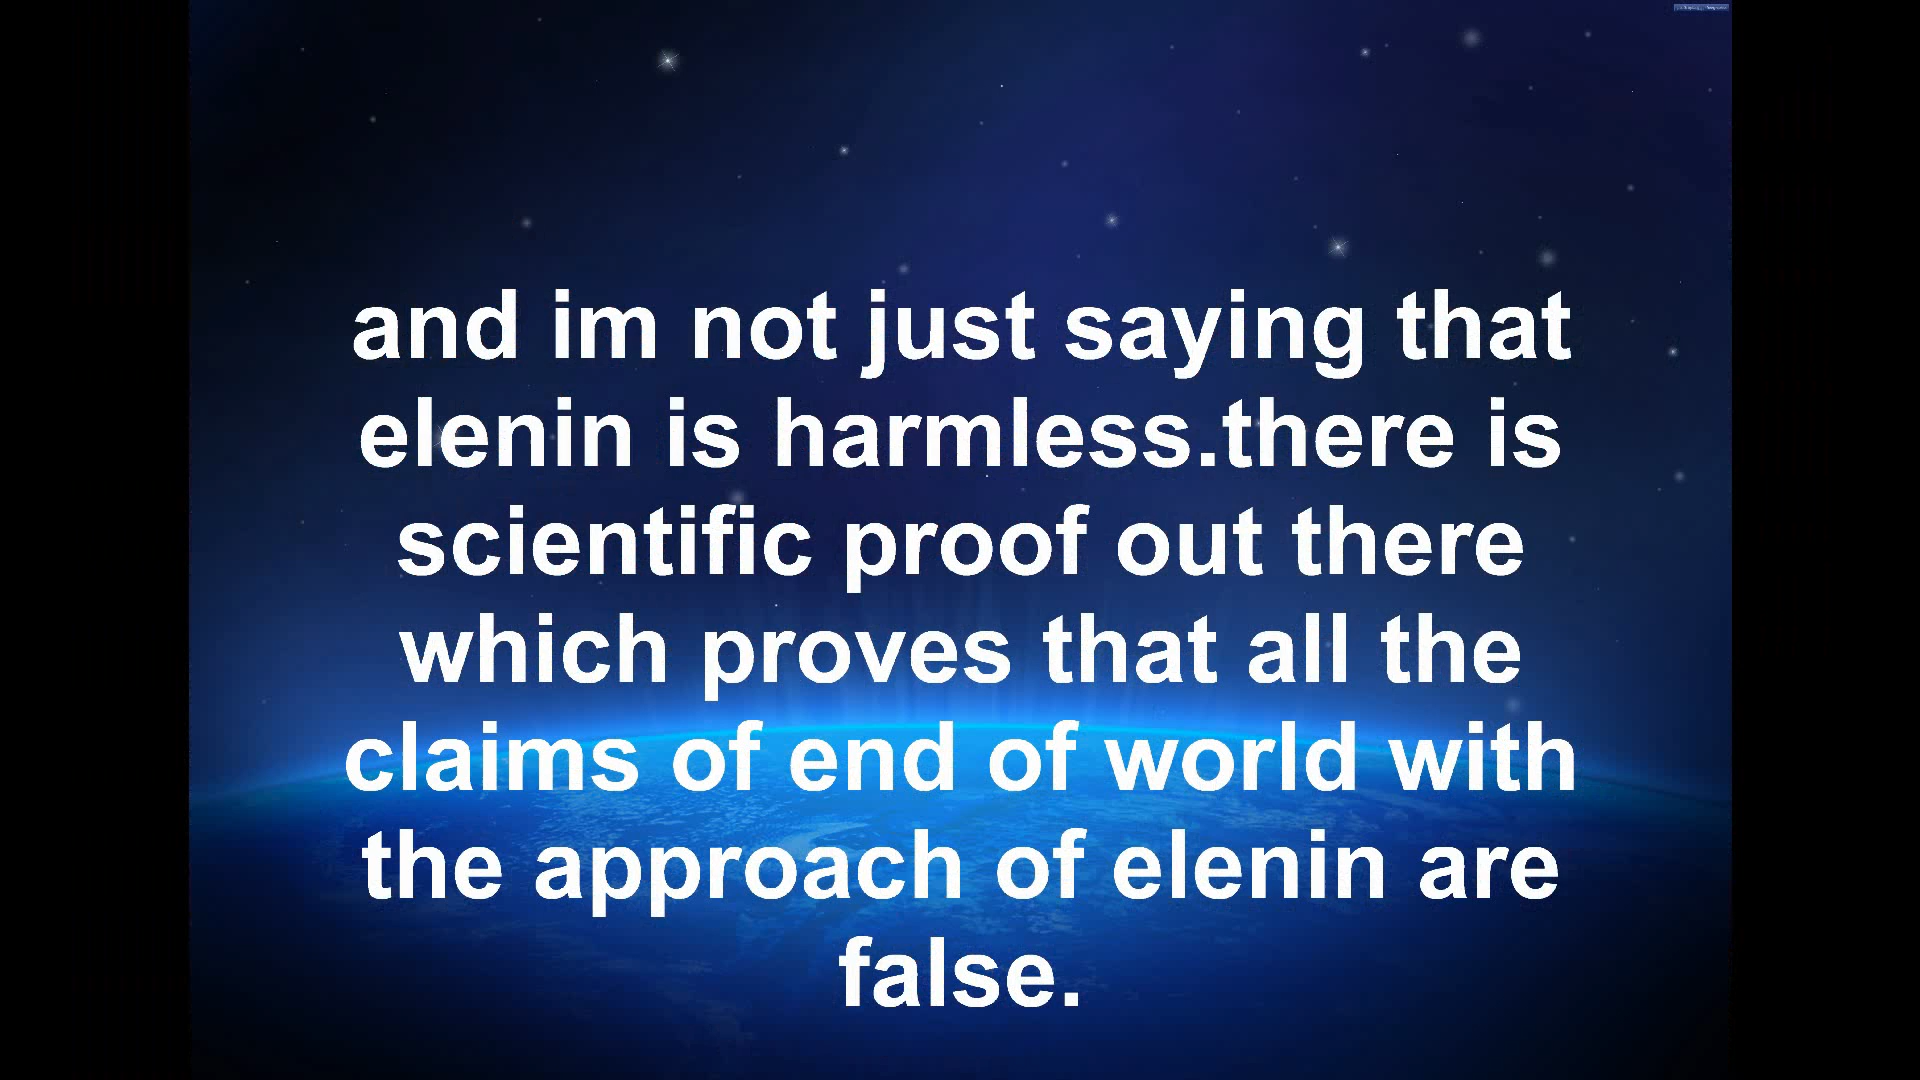 and im not just saying that
elenin is harmless.there is
scientific proof out there
which proves that all the
claims of end of world with
the approach of elenin are
false.